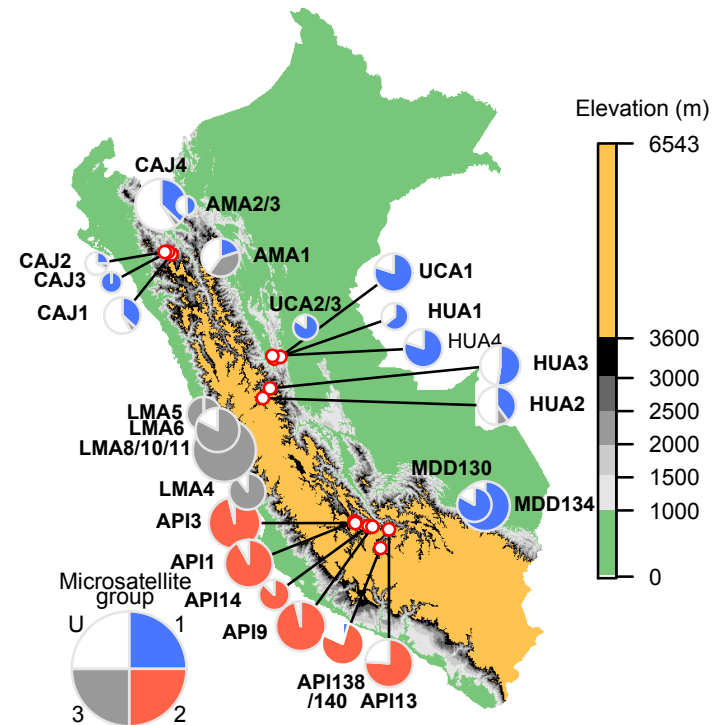 Elevation (m)
6543
3600
3000
2500
2000
1500
1000
0
CAJ4
AMA2/3
AMA1
CAJ2
CAJ3
CAJ1
UCA1
UCA2/3
HUA1
HUA4
HUA3
HUA2
LMA5
LMA6
LMA8/10/11
LMA4
MDD130
MDD134
API3
API1
API14
API9
API138
/140
API13
Microsatellite
group
U
1
3
2